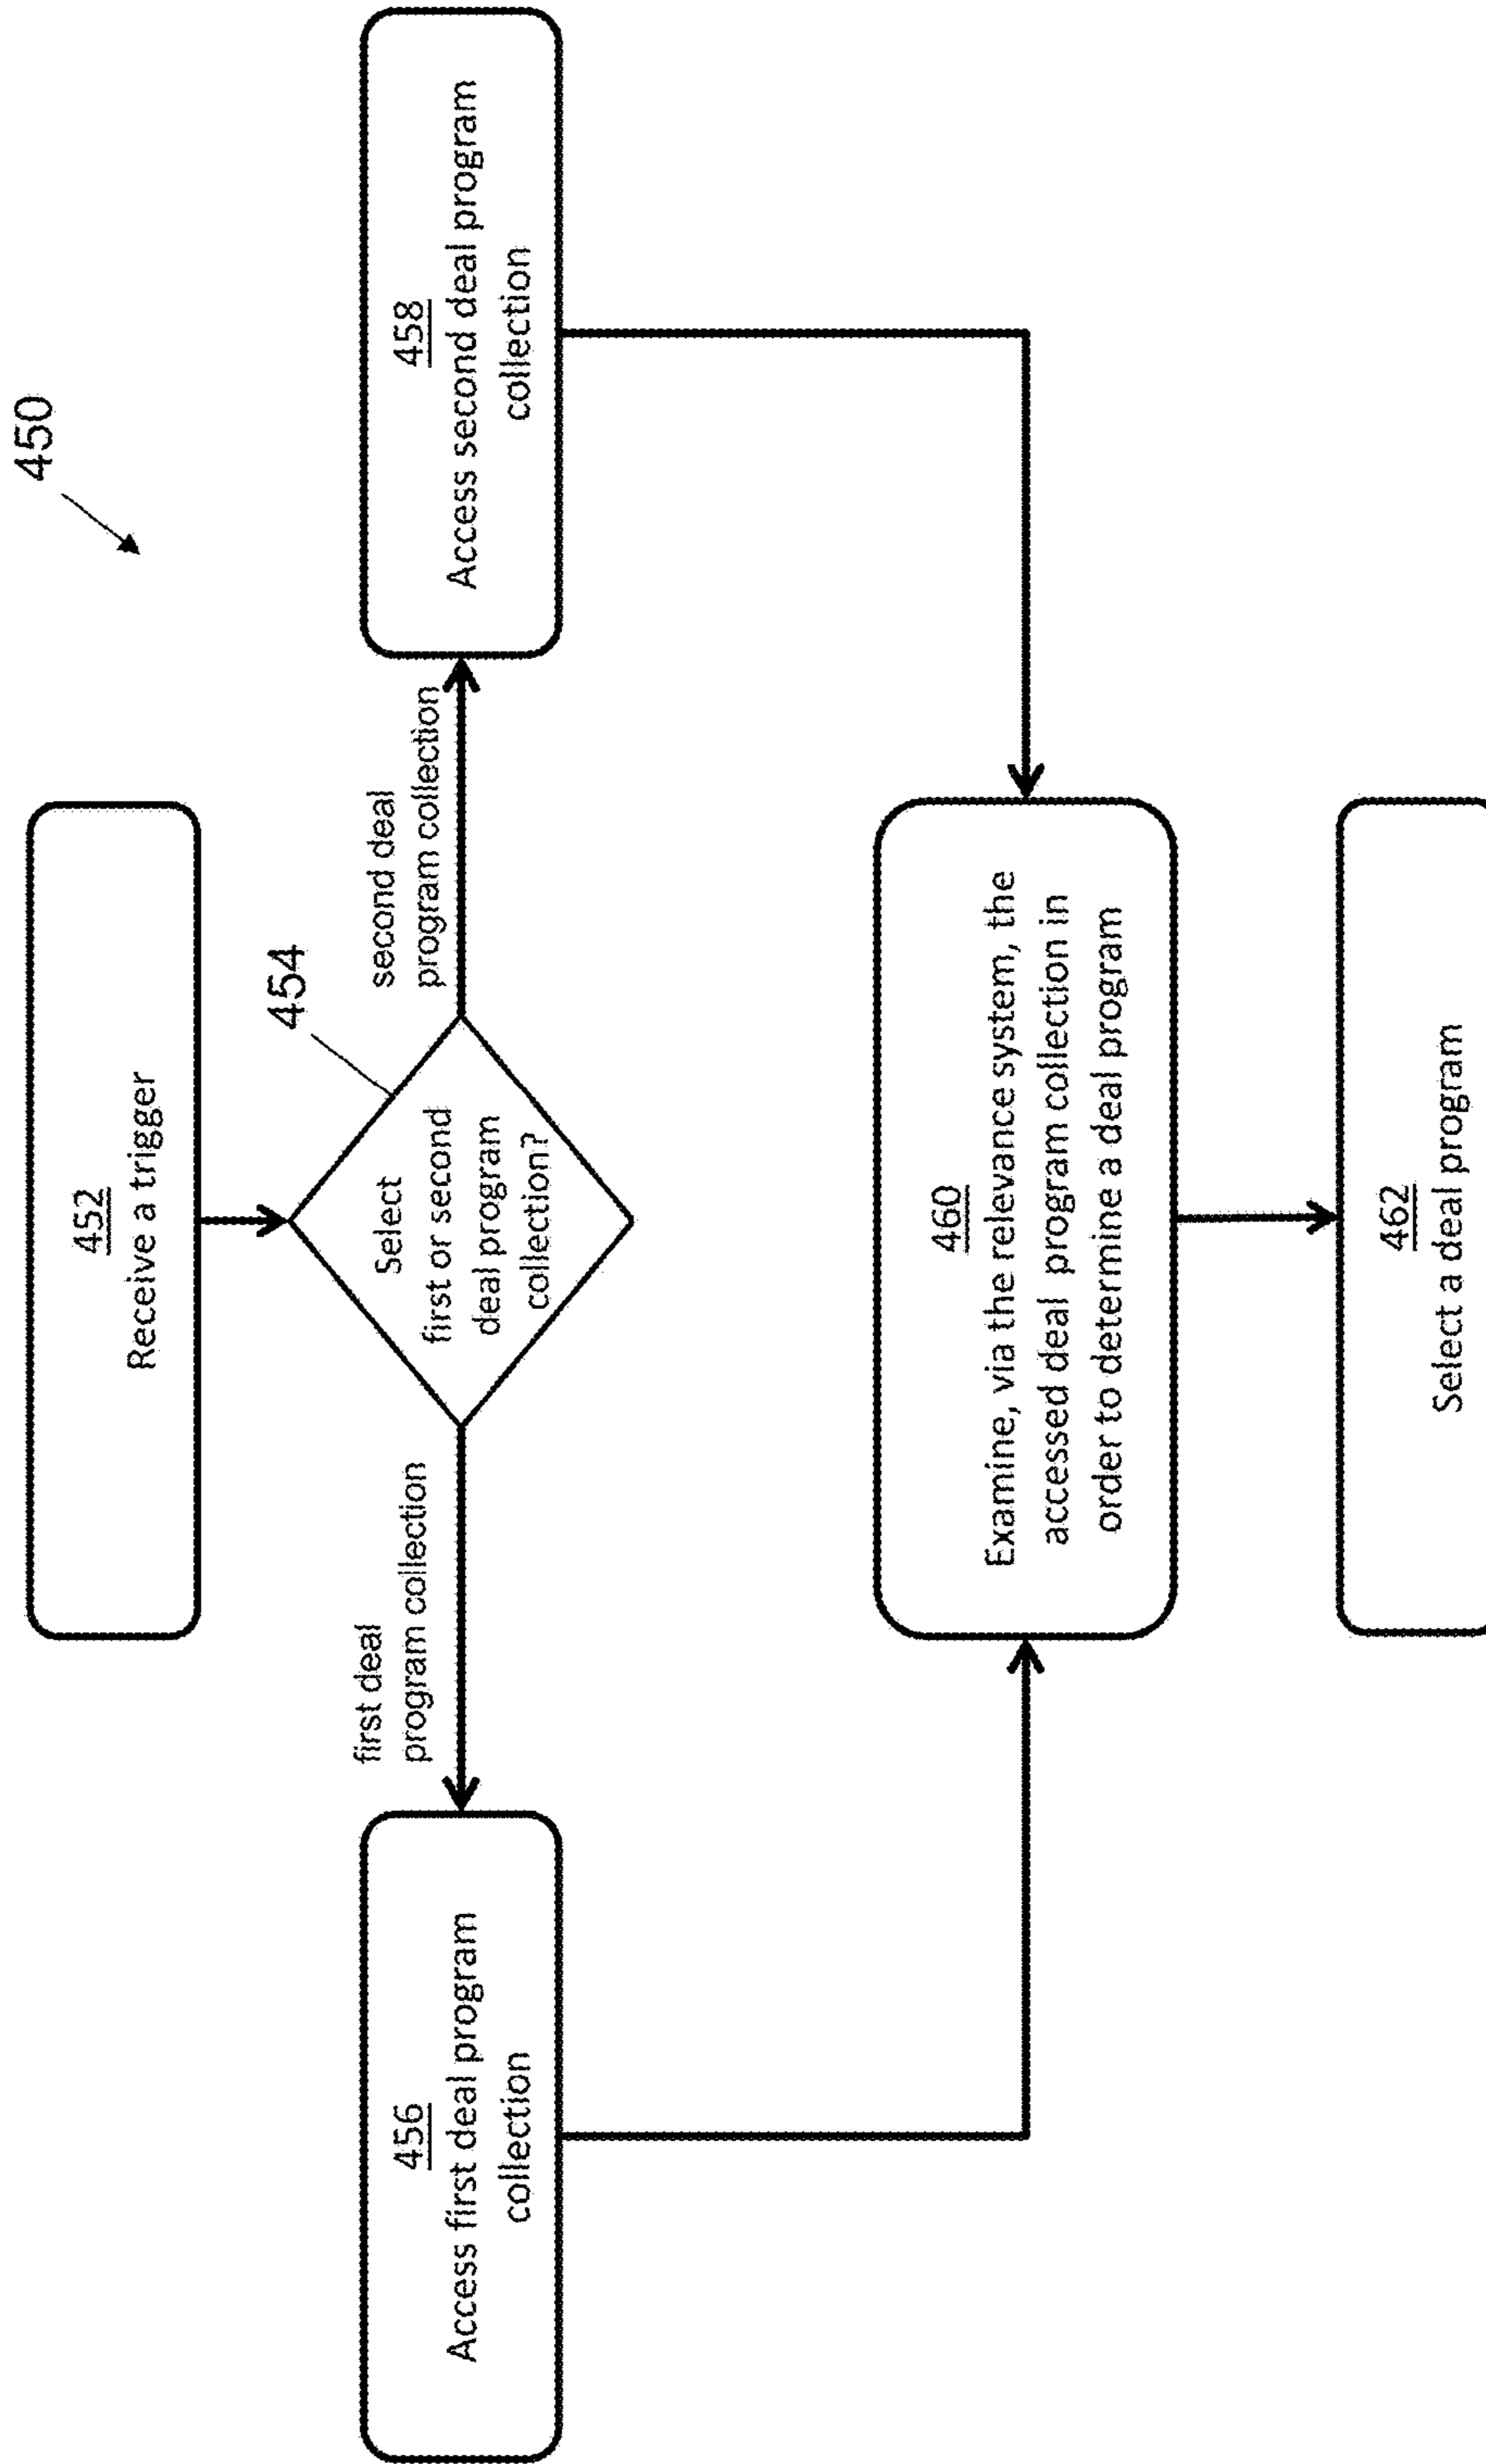 450
452
Receive a trigger
454
Select
first or second
deal program
collection?
first deal
program collection
second deal
program collection
456
Access first deal program
collection
458
Access second deal program
collection
460
Examine, via the relevance system, the
accessed deal program collection in
order to determine a deal program
462
Select a deal program